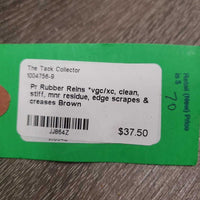 The Tack Collector
1004756-9
Pr Rubber Reins *vgc/xc, clean,
stiff, mnr residue, edge scrapes &
creases Brown
JJ864Z
$37.50
Retail (New) Price
is $ 70